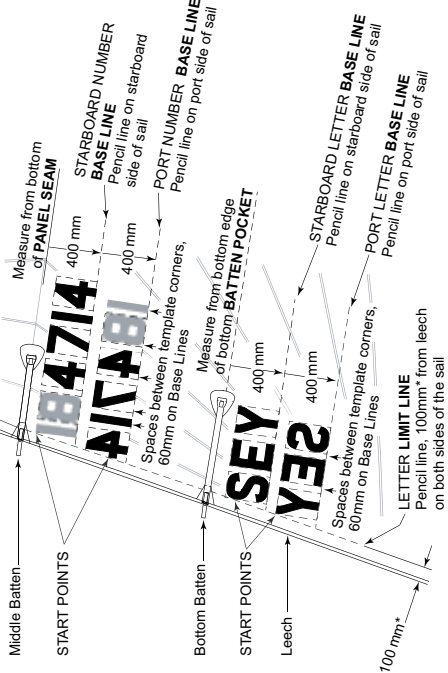 Middle Batten
START POINTS
Bottom Batten
START POINTS
Leech
100 mm*
Measure from bottom
of PANEL SEAM
184714
400 mm
STARBOARD NUMBER
BASE LINE
Pencil line on starboard
side of sail
417481
400 mm
PORT NUMBER BASE LINE
Pencil line on port side of sail
Spaces between template corners,
60mm on Base Lines
Measure from bottom edge
of bottom BATTEN POCKET
SEY
400 mm
STARBOARD LETTER BASE LINE
Pencil line on starboard side of sail
YES
400 mm
PORT LETTER BASE LINE
Pencil line on port side of sail
Spaces between template corners,
60mm on Base Lines
LETTER LIMIT LINE
Pencil line, 100mm* from leech
on both sides of the sail